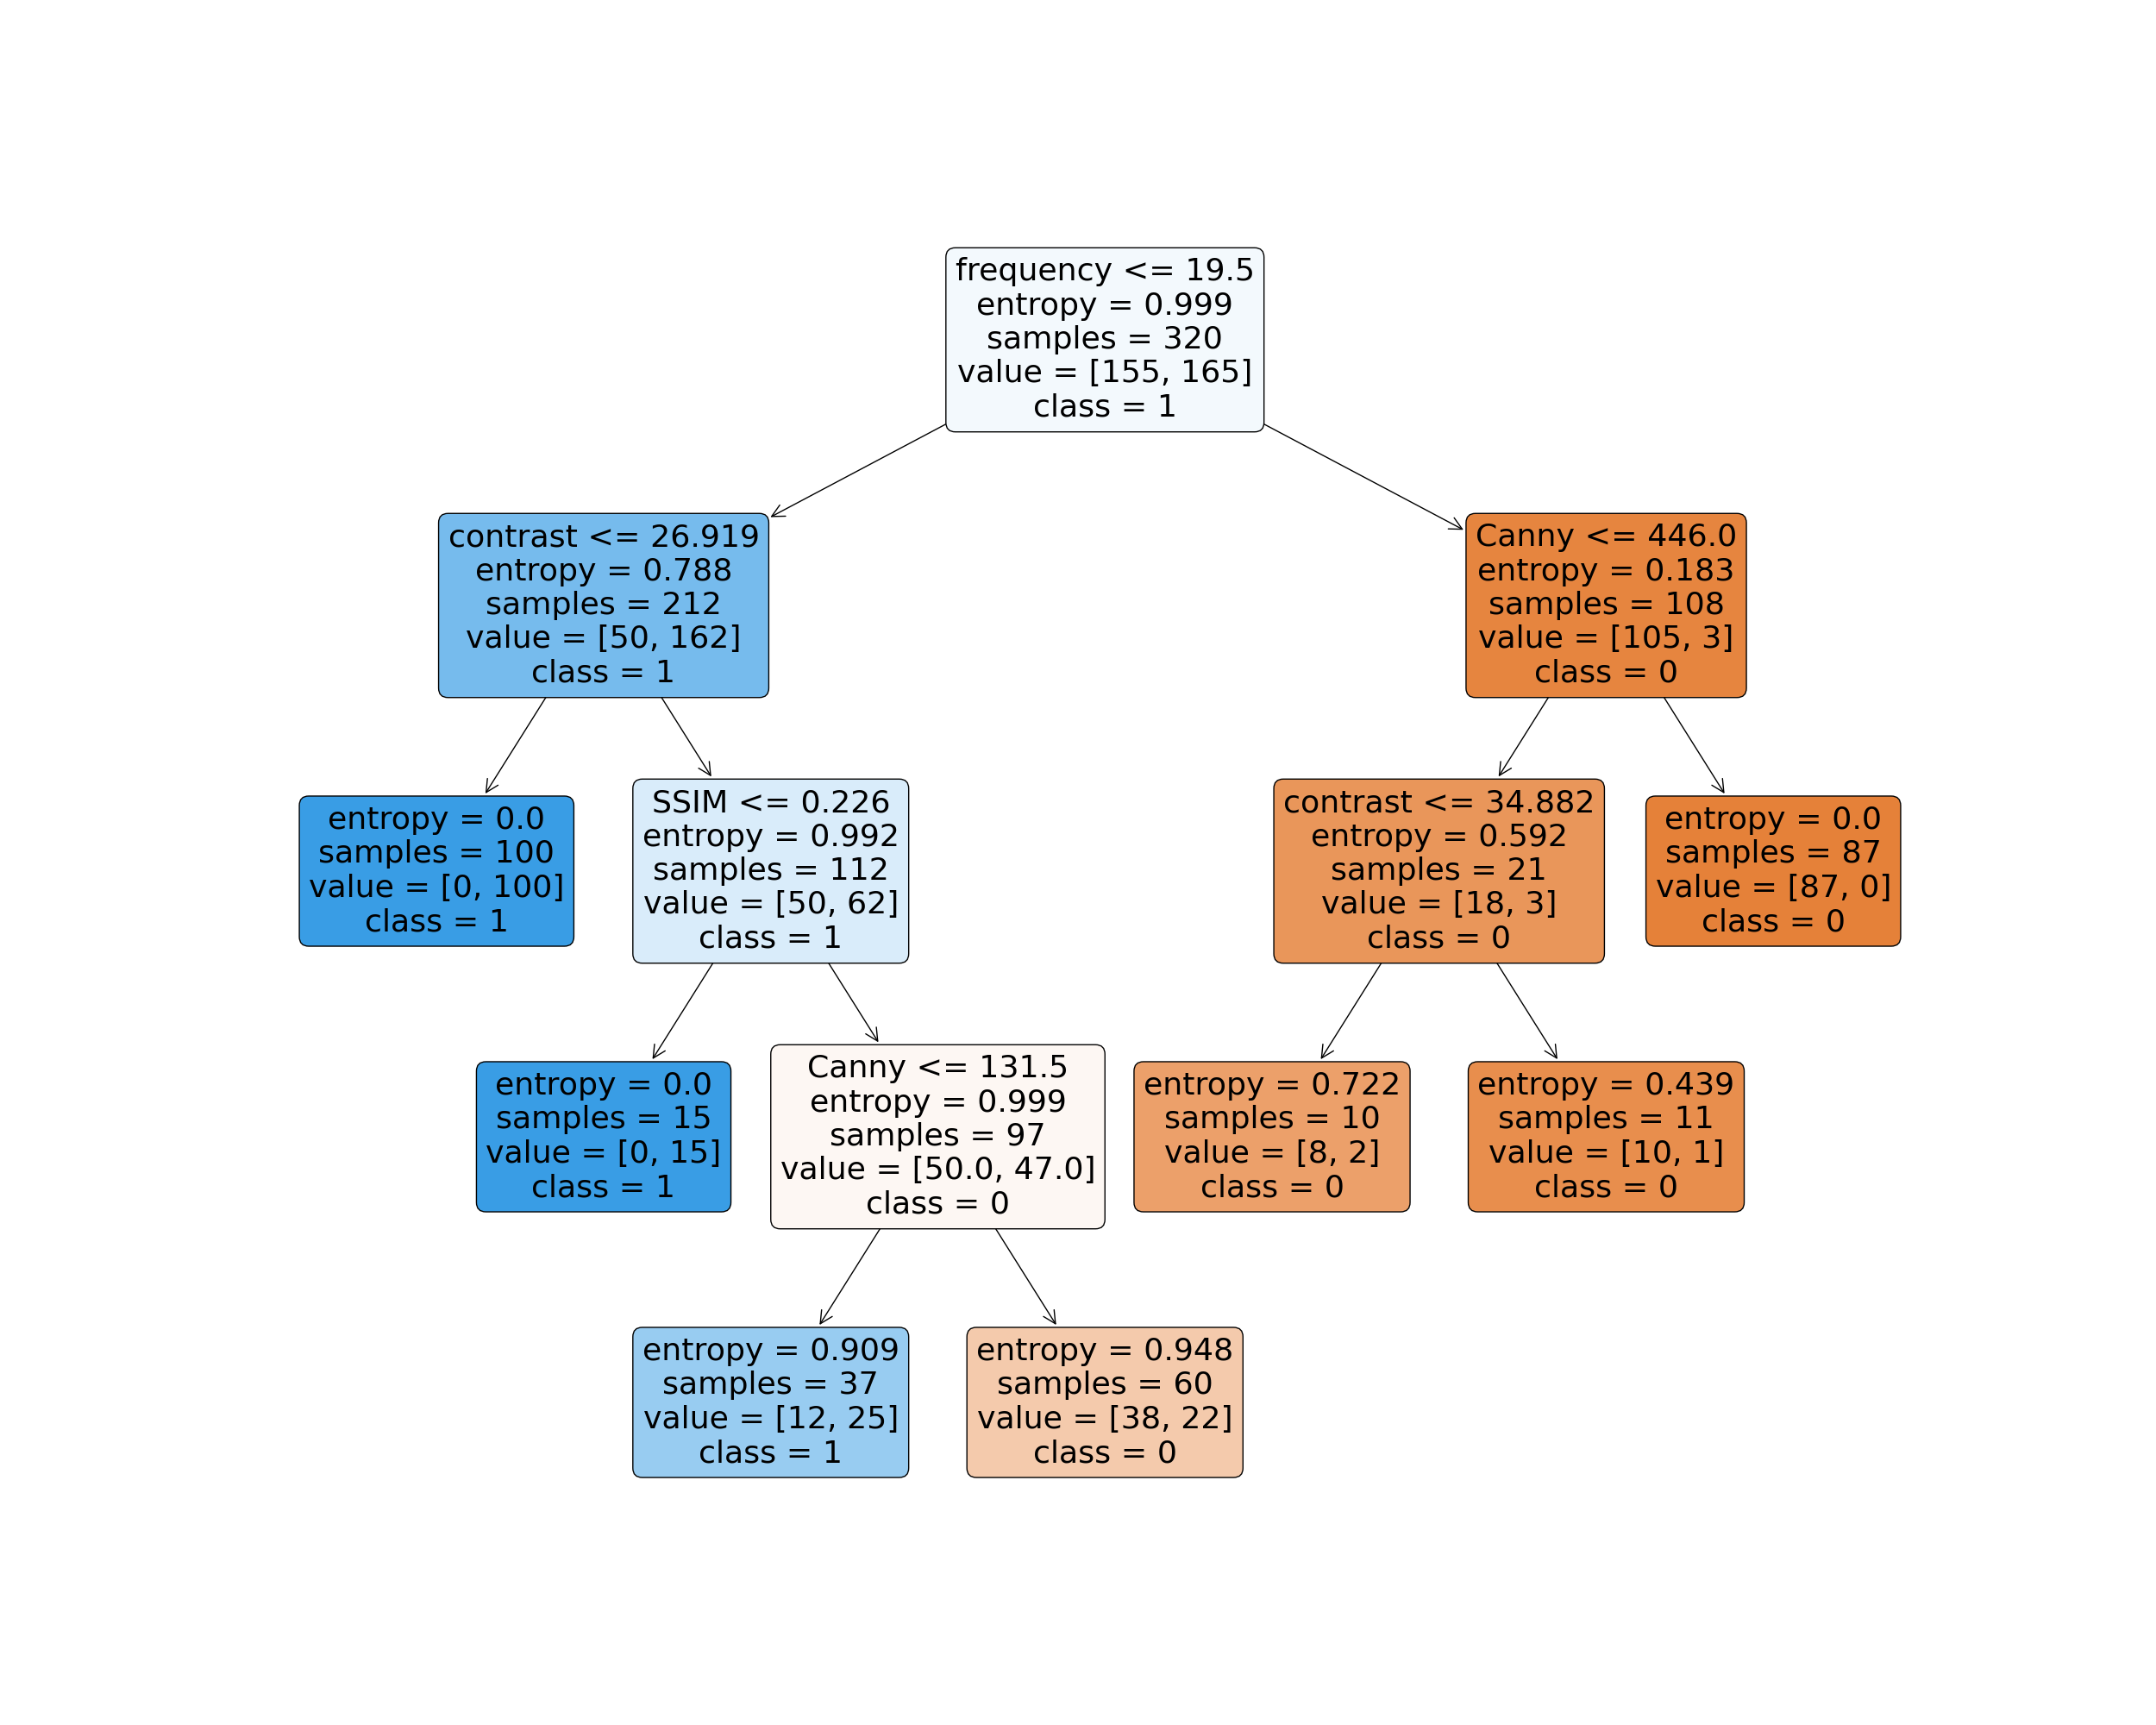 frequency <= 19.5
entropy = 0.999
samples = 320
value = [155, 165]
class = 1
contrast <= 26.919
entropy = 0.788
samples = 212
value = [50, 162]
class = 1
Canny <= 446.0
entropy = 0.183
samples = 108
value = [105, 3]
class = 0
entropy = 0.0
samples = 100
value = [0, 100]
class = 1
SSIM <= 0.226
entropy = 0.992
samples = 112
value = [50, 62]
class = 1
contrast <= 34.882
entropy = 0.592
samples = 21
value = [18, 3]
class = 0
entropy = 0.0
samples = 87
value = [87, 0]
class = 0
entropy = 0.0
samples = 15
value = [0, 15]
class = 1
Canny <= 131.5
entropy = 0.999
samples = 97
value = [50.0, 47.0]
class = 0
entropy = 0.722
samples = 10
value = [8, 2]
class = 0
entropy = 0.439
samples = 11
value = [10, 1]
class = 0
entropy = 0.909
samples = 37
value = [12, 25]
class = 1
entropy = 0.948
samples = 60
value = [38, 22]
class = 0